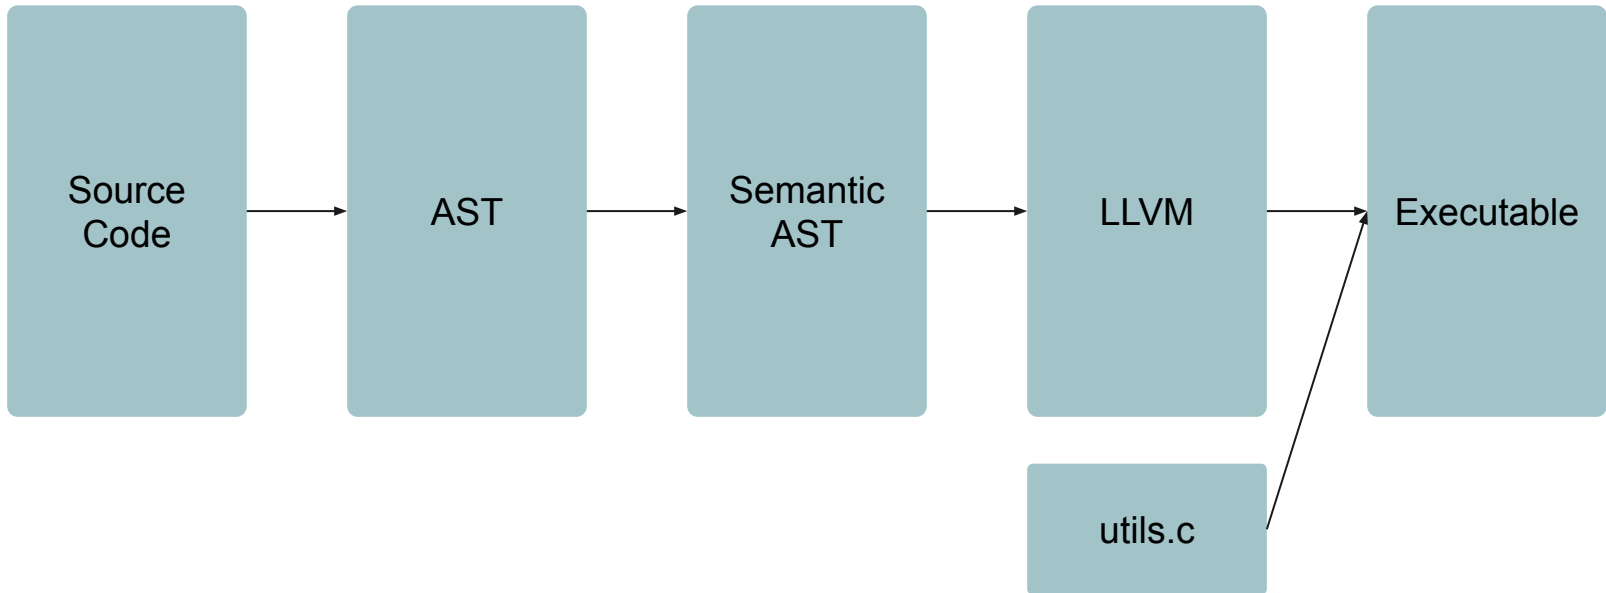 Source
Code
AST
Semantic
AST
LLVM
Executable
utils.c